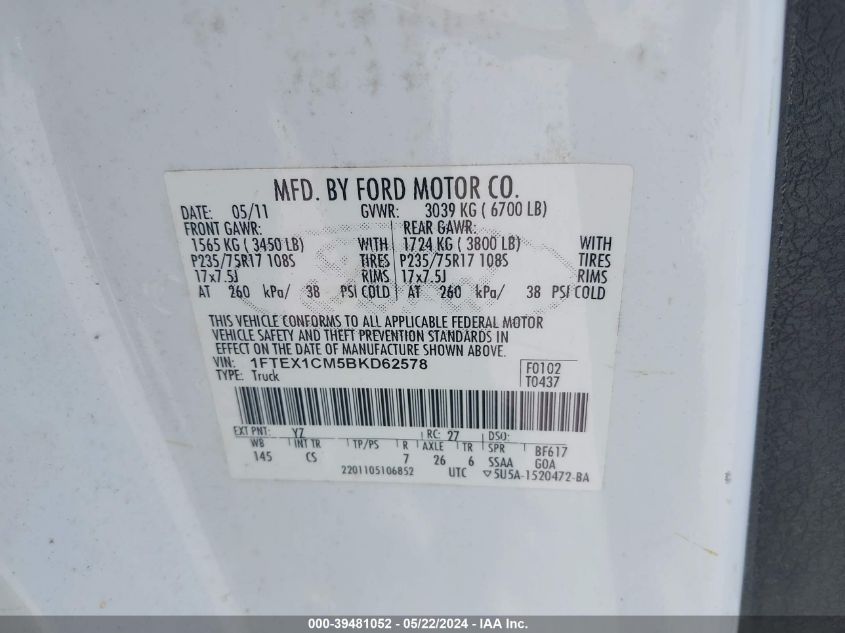 MFD. BY FORD MOTOR CO.
DATE: 05/11 GVWR: 3039 KG ( 6700 LB)
FRONT GAWR: REAR GAWR:
1565 KG ( 3450 LB) WITH 1724 KG ( 3800 LB) WITH
P235/75R17 108S TIRES P235/75R17 108S TIRES
17x7.5J RIMS 17x7.5J RIMS
AT 260 kPa/ 38 PSI COLD AT 260 kPa/ 38 PSI COLD
THIS VEHICLE CONFORMS TO ALL APPLICABLE FEDERAL MOTOR
VEHICLE SAFETY AND THEFT PREVENTION STANDARDS
IN EFFECT ON THE DATE OF MANUFACTURE SHOWN ABOVE.
VIN: 1FTEX1CM5BKD62578 F0102
TYPE: Truck T0437
EXT PNT: YZ RC: 27 DSO:
WB INT TR TP/PS R AXLE TR SPR BF617
145 CS 7 26 6 SSAA GOA
2201105106852 UTC ▽5U5A-1520472-BA
000-39481052 - 05/22/2024 - IAA Inc.